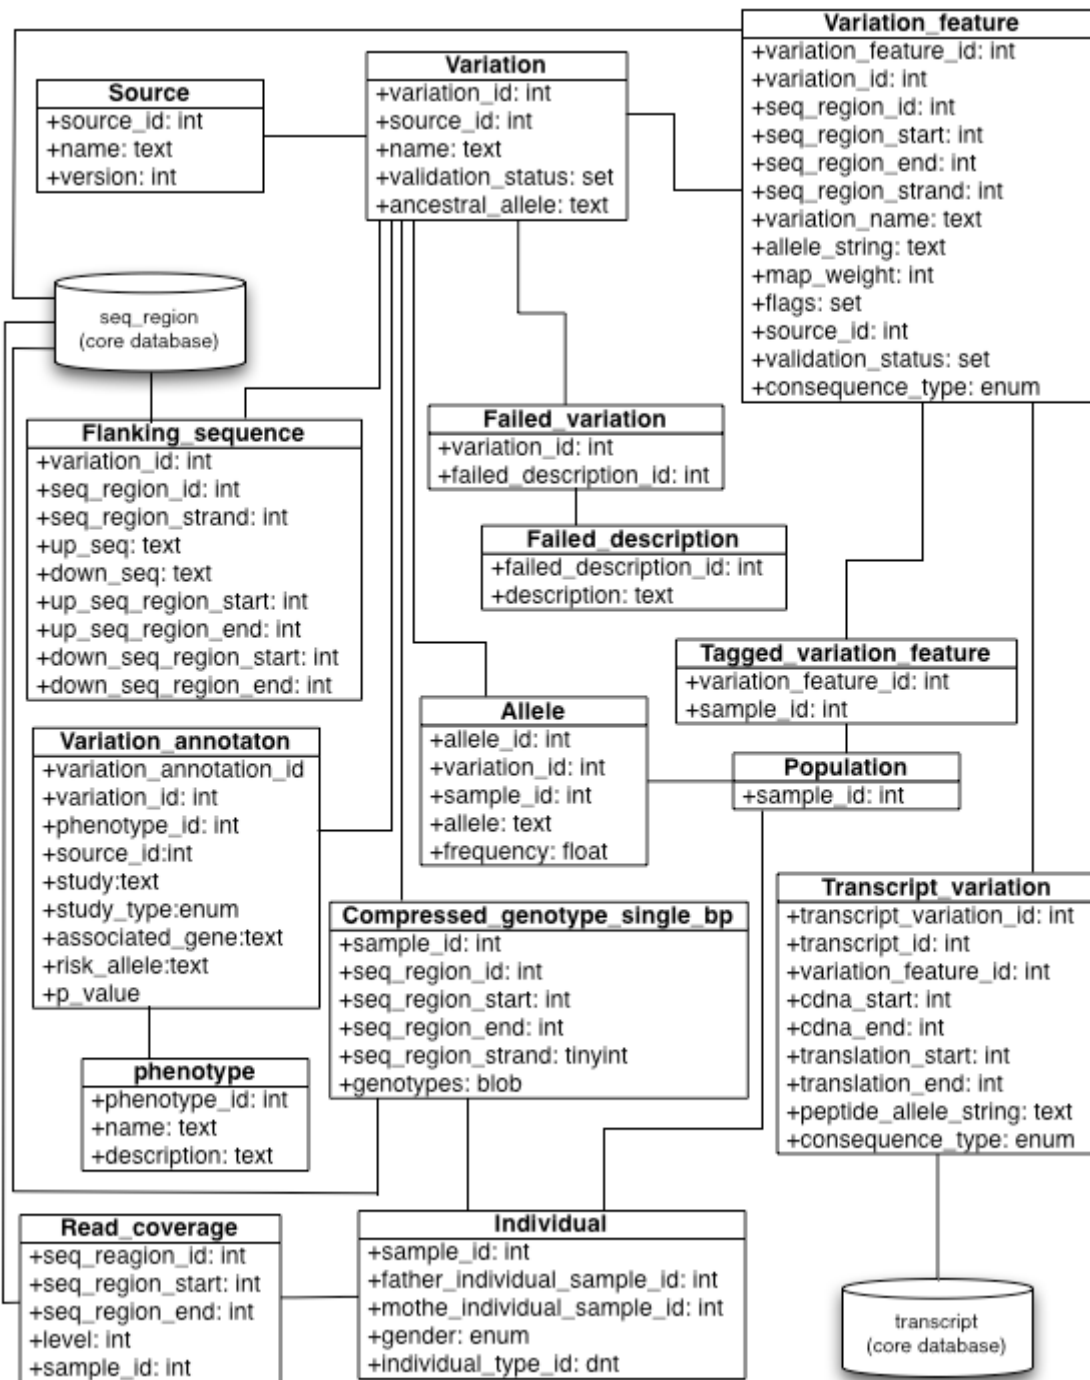 Variation_feature
+variation_feature_id: int
+variation_id: int
+seq_region_id: int
+seq_region_start: int
+seq_region_end: int
+seq_region_strand: int
+variation_name: text
+allele_string: text
+map_weight: int
+flags: set
+source_id: int
+validation_status: set
+consequence_type: enum
Variation
+variation_id: int
+source_id: int
+name: text
+validation_status: set
+ancestral_allele: text
Source
+source_id: int
+name: text
+version: int
seq_region
(core database)
Flanking_sequence
+variation_id: int
+seq_region_id: int
+seq_region_strand: int
+up_seq: text
+down_seq: text
+up_seq_region_start: int
+up_seq_region_end: int
+down_seq_region_start: int
+down_seq_region_end: int
Failed_variation
+variation_id: int
+failed_description_id: int
Failed_description
+failed_description_id: int
+description: text
Tagged_variation_feature
+variation_feature_id: int
+sample_id: int
Allele
+allele_id: int
+variation_id: int
+sample_id: int
+allele: text
+frequency: float
Population
+sample_id: int
Variation_annotaton
+variation_annotation_id
+variation_id: int
+phenotype_id: int
+source_id:int
+study:text
+study_type:enum
+associated_gene:text
+risk_allele:text
+p_value
Compressed_genotype_single_bp
+sample_id: int
+seq_region_id: int
+seq_region_start: int
+seq_region_end: int
+seq_region_strand: tinyint
+genotypes: blob
Transcript_variation
+transcript_variation_id: int
+transcript_id: int
+variation_feature_id: int
+cdna_start: int
+cdna_end: int
+translation_start: int
+translation_end: int
+peptide_allele_string: text
+consequence_type: enum
phenotype
+phenotype_id: int
+name: text
+description: text
Read_coverage
+seq_reagion_id: int
+seq_region_start: int
+seq_region_end: int
+level: int
+sample_id: int
Individual
+sample_id: int
+father_individual_sample_id: int
+mothe_individual_sample_id: int
+gender: enum
+individual_type_id: dnt
transcript
(core database)